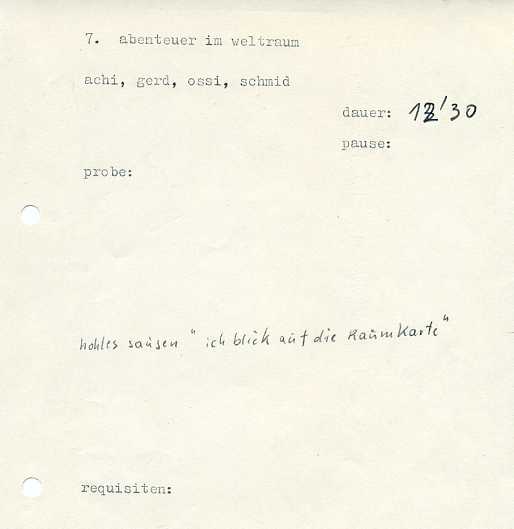 7. abenteuer im weltraum
achi, gerd, ossi, schmid
dauer: 12'30
pause:
probe:
hohles sausen "ich blick auf die Raumkarte"
requisiten: